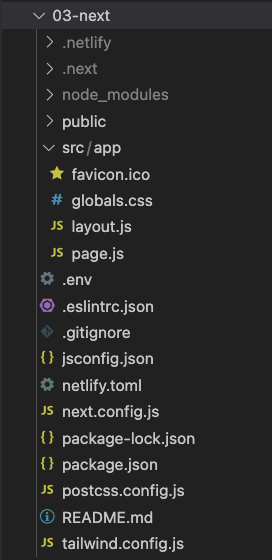 03-next
.netlify
.next
node_modules
public
src/app
favicon.ico
# globals.css
JS layout.js
JS page.js
.env
.eslintrc.json
.gitignore
{} jsconfig.json
netlify.toml
JS next.config.js
{} package-lock.json
{} package.json
JS postcss.config.js
README.md
JS tailwind.config.js